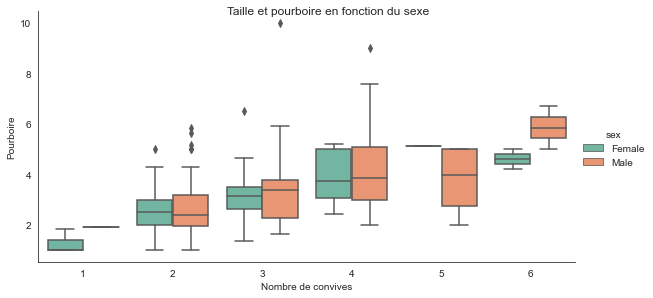 Taille et pourboire en fonction du sexe
10
8
6
4
2
Pourboire
1 2 3 4 5 6
Nombre de convives
sex
Female
Male